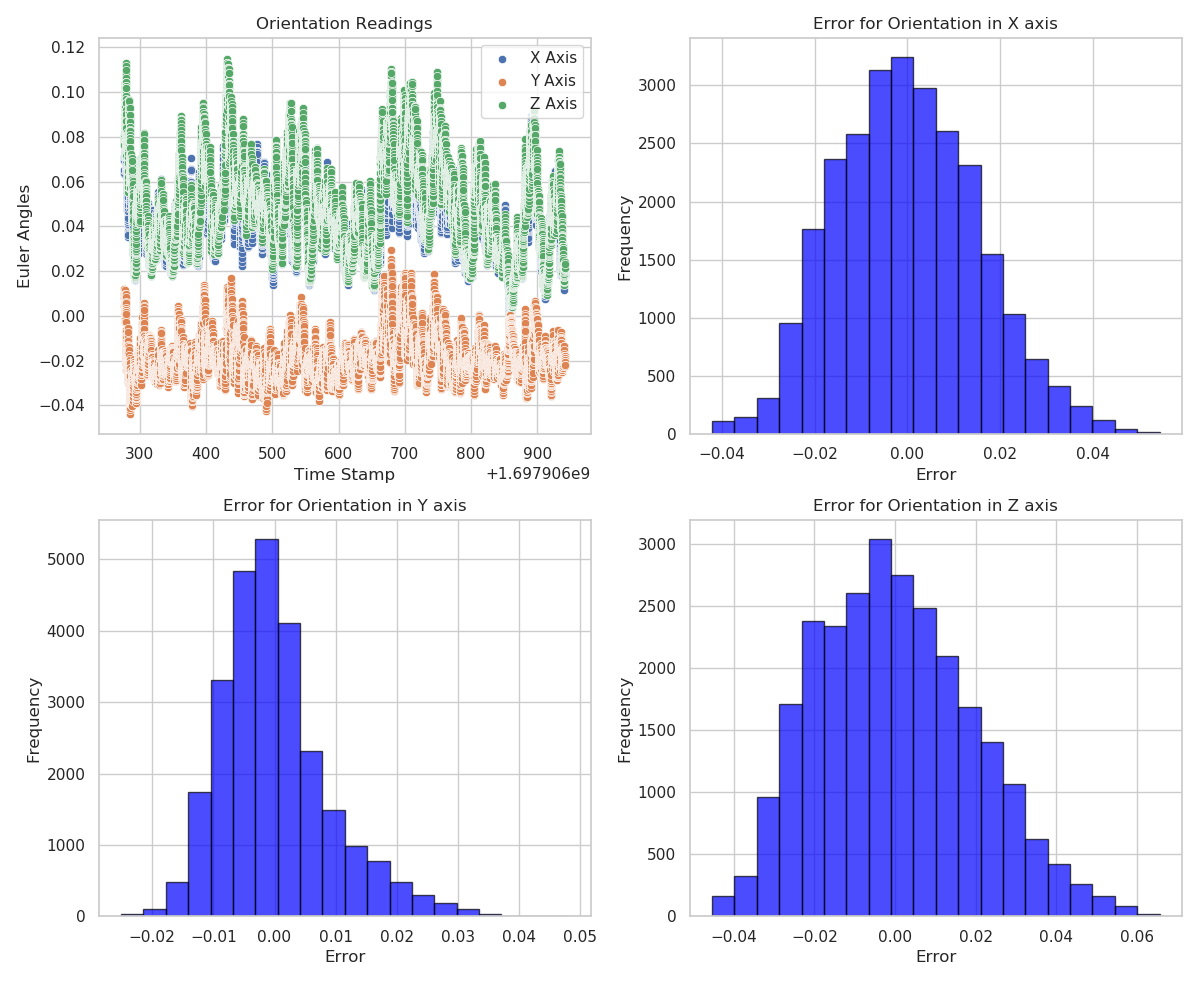 Orientation Readings
Euler Angles
0.12
0.10
0.08
0.06
0.04
0.02
0.00
−0.02
−0.04
X Axis
Y Axis
Z Axis
300 400 500 600 700 800 900
Time Stamp
+1.697906e9
Error for Orientation in X axis
Frequency
3000
2500
2000
1500
1000
500
0
−0.04 −0.02 0.00 0.02 0.04
Error
Error for Orientation in Y axis
Frequency
5000
4000
3000
2000
1000
0
−0.02 −0.01 0.00 0.01 0.02 0.03 0.04 0.05
Error
Error for Orientation in Z axis
Frequency
3000
2500
2000
1500
1000
500
0
−0.04 −0.02 0.00 0.02 0.04 0.06
Error